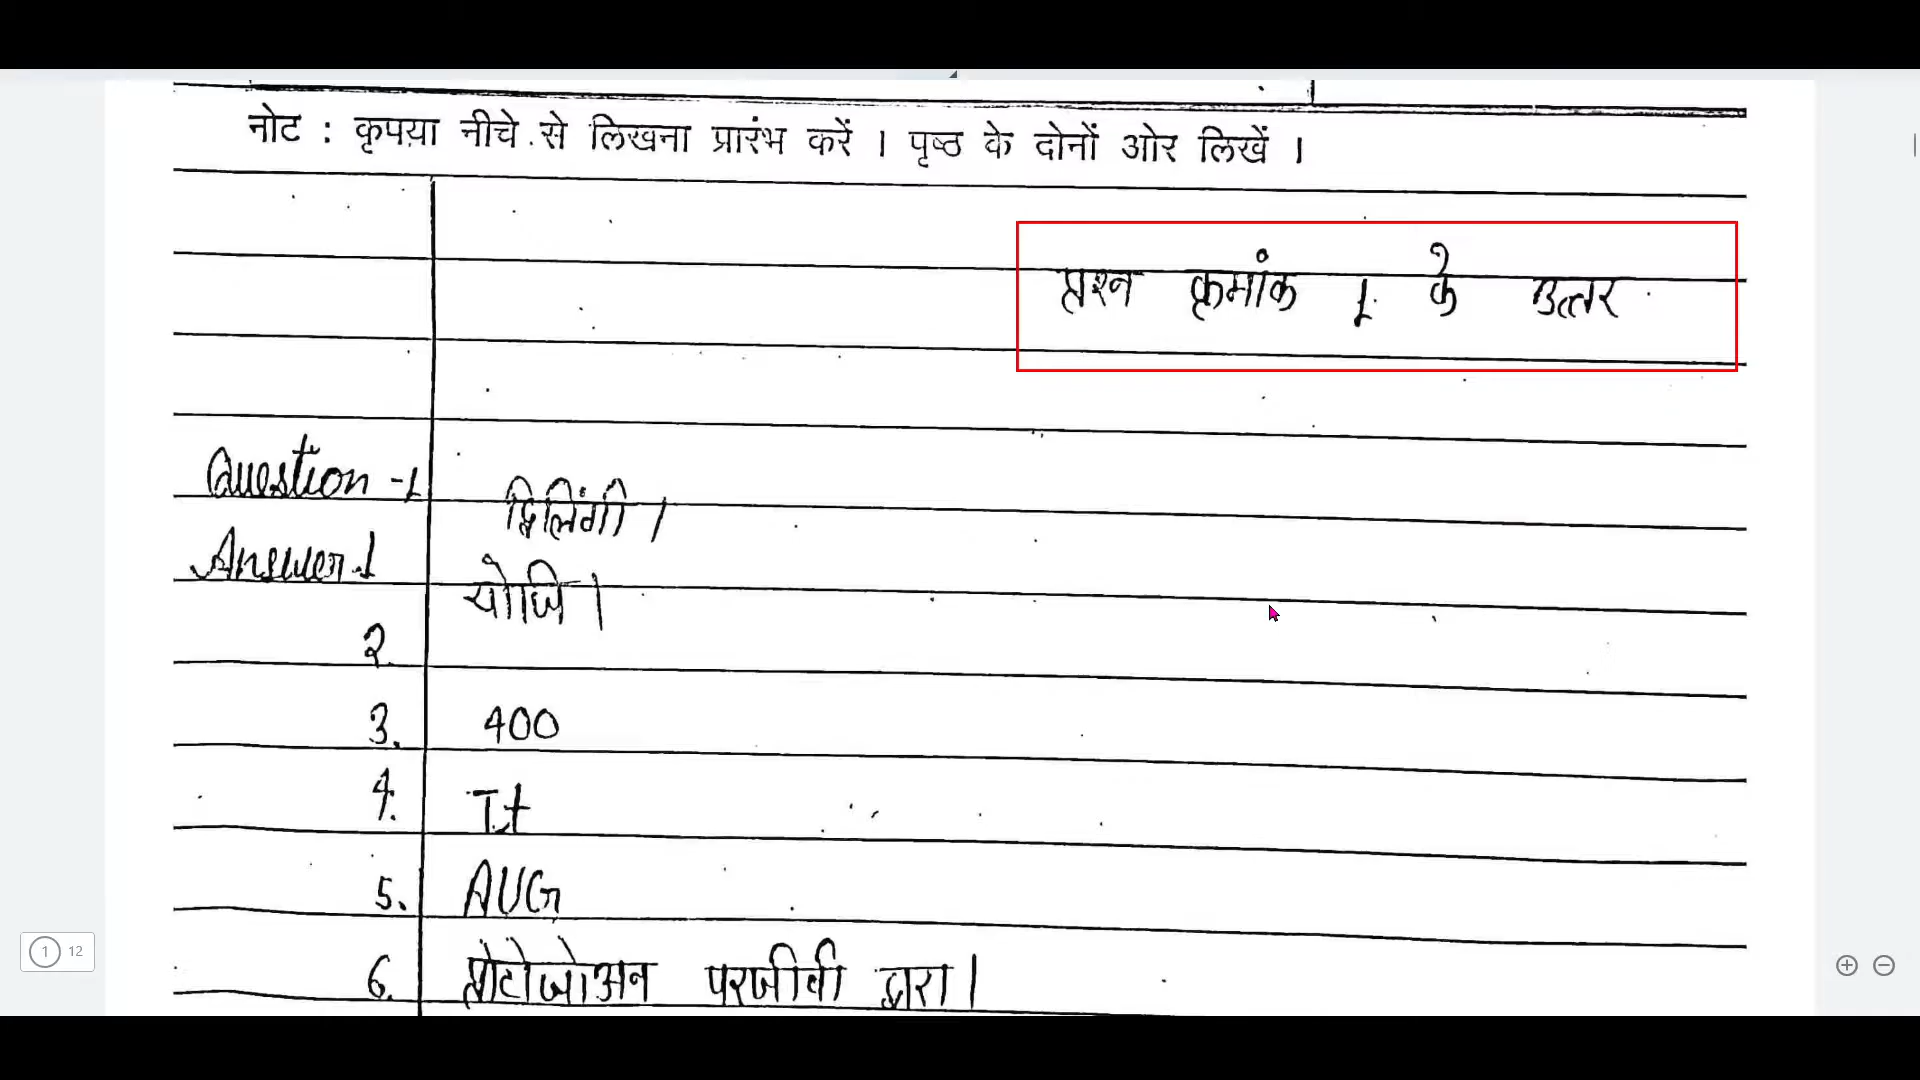 नोट : कृपया नीचे से लिखना प्रारंभ करें । पृष्ठ के दोनों ओर लिखें ।
प्रश्न क्रमांक 1 के उत्तर
Question -1
द्विलिंगी ।
Answer-1
योजि ।
2.
3. 400
4. Tt
5. AUG
6. प्रोटोजोअन परजीवी द्वारा ।
1 12